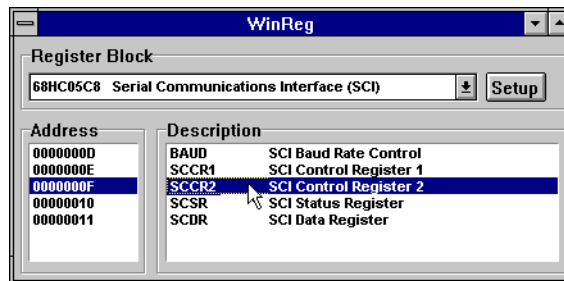 WinReg
Register Block
68HC05C8 Serial Communications Interface (SCI)
Setup
Address Description
0000000D BAUD SCI Baud Rate Control
0000000E SCCR1 SCI Control Register 1
0000000F SCCR2 SCI Control Register 2
00000010 SCSR SCI Status Register
00000011 SCDR SCI Data Register